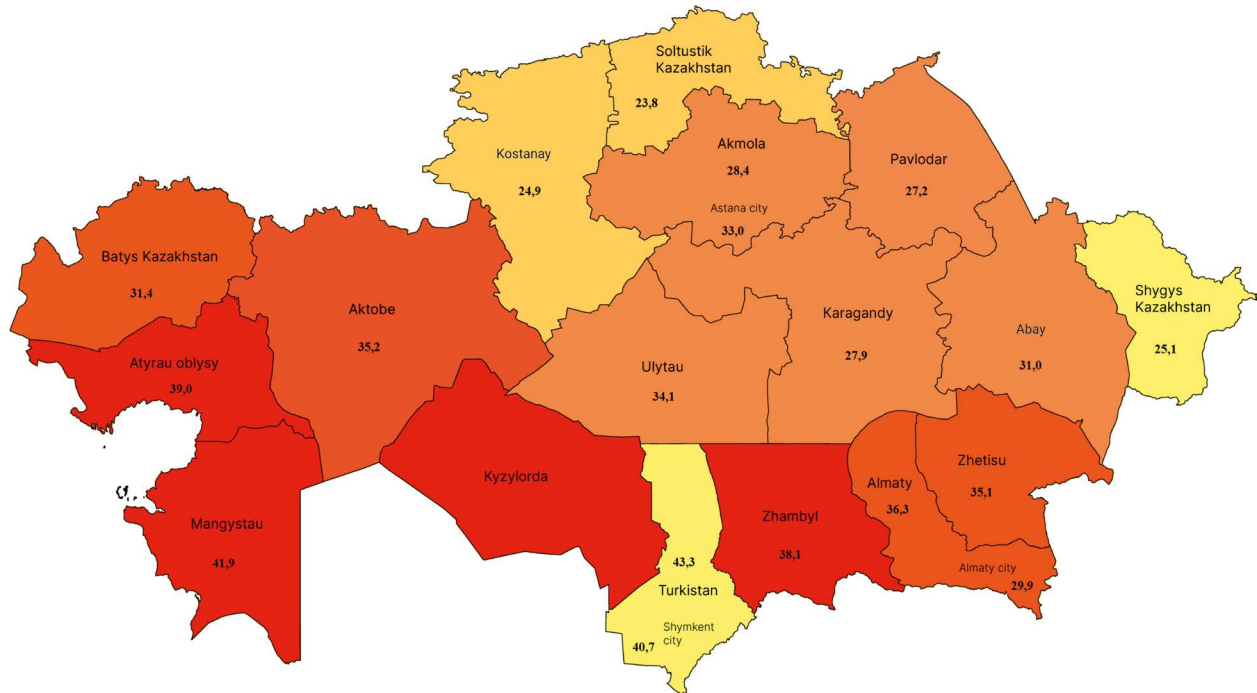 Soltustik
Kazakhstan
23,8
Kostanay
24,9
Akmola
28,4
Astana city
33,0
Pavlodar
27,2
Batys Kazakhstan
31,4
Aktobe
35,2
Atyrau oblysy
39,0
Ulytau
34,1
Karagandy
27,9
Abay
31,0
Shygys
Kazakhstan
25,1
Mangystau
41,9
Kyzylorda
43,3
Turkistan
Shymkent
city
40,7
Zhambyl
38,1
Almaty
36,3
Zhetisu
35,1
Almaty city
29,9